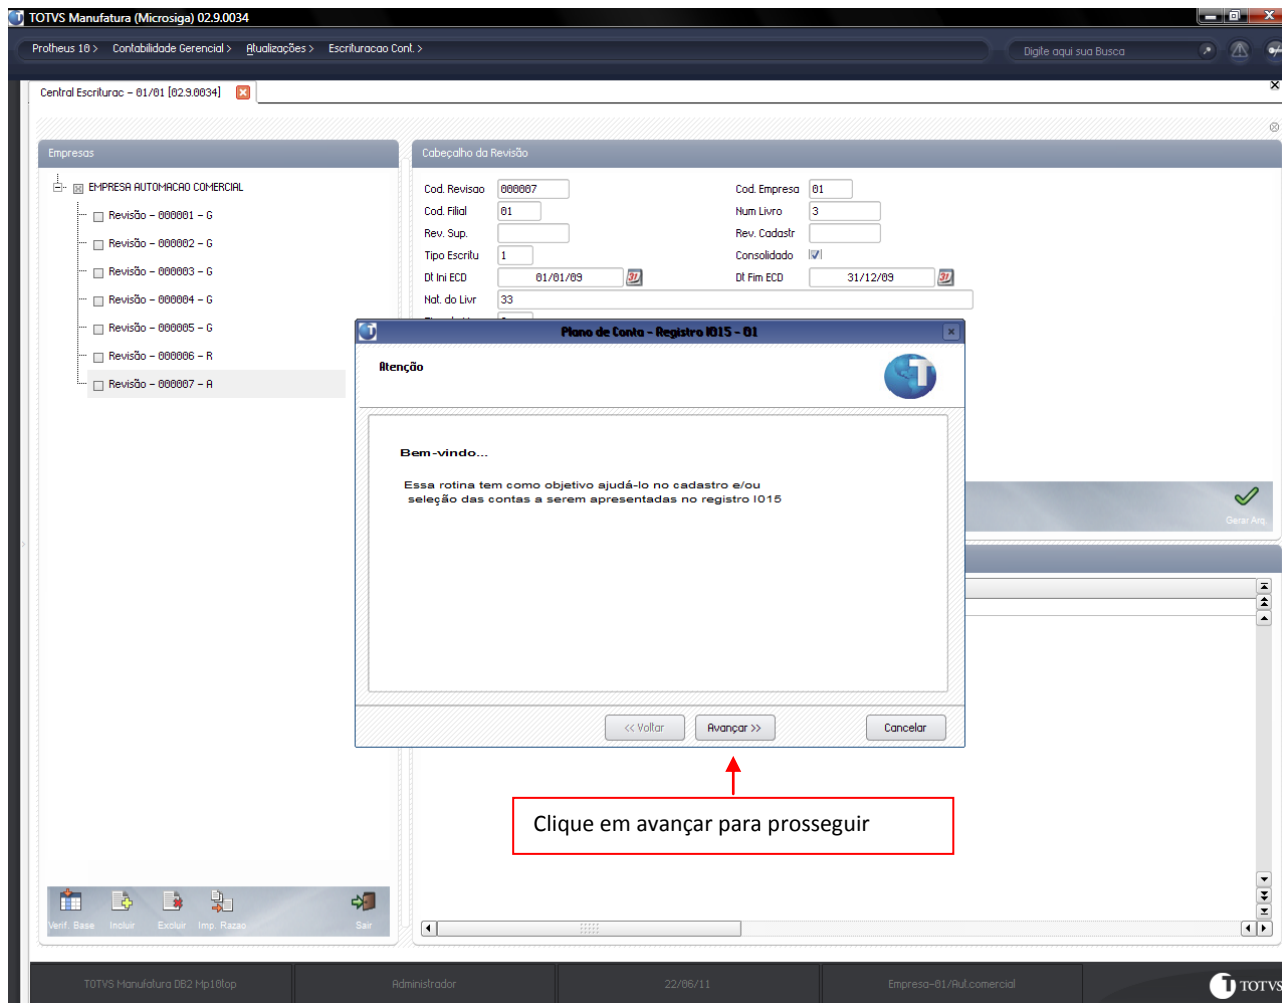 TOTVS Manufatura (Microsiga) 02.9.0034
Protheus 10 > Contabilidade Gerencial > Atualizações > Escrituracao Cont. >
Digite aqui sua Busca
Central Escriturac - 01/01 [02.9.0034]
Empresas
Cabeçalho da Revisão
EMPRESA AUTOMACAO COMERCIAL
Revisão - 000001 - G
Revisão - 000002 - G
Revisão - 000003 - G
Revisão - 000004 - G
Revisão - 000005 - G
Revisão - 000006 - R
Revisão - 000007 - A
Cod. Revisao 000007 Cod. Empresa 01
Cod. Filial 01 Num Livro 3
Rev. Sup. Rev. Cadastr
Tipo Escritu 1 Consolidado
Dt Ini ECD 01/01/09 Dt Fim ECD 31/12/09
Nat. do Livr 33
Plano de Conta - Registro I015 - 01
Atenção
Bem-vindo...
Essa rotina tem como objetivo ajudá-lo no cadastro e/ou
seleção das contas a serem apresentadas no registro I015
Gerar Arq.
<< Voltar Avançar >> Cancelar
Clique em avançar para prosseguir
Verif. Base Incluir Excluir Imp. Razao Sair
TOTVS Manufatura DB2 Mp10top Administrador 22/06/11 Empresa-01/Aut.comercial TOTVS